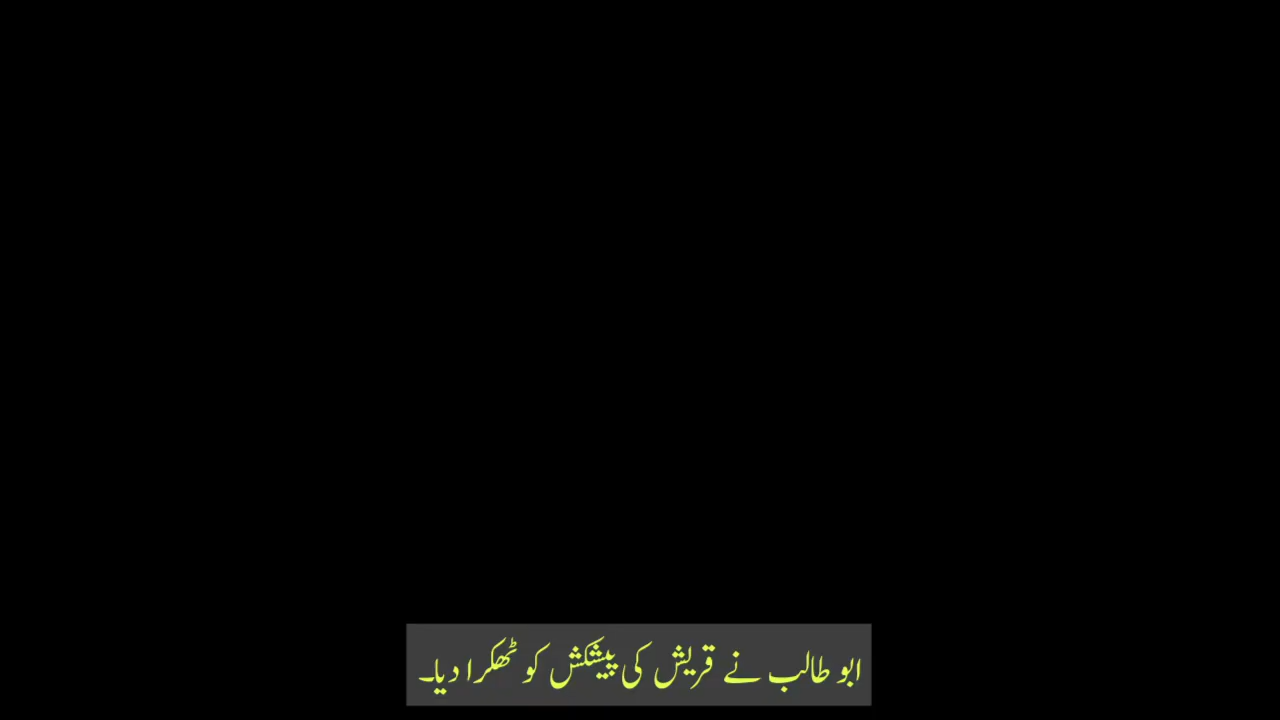 ابو طالب نے قریش کی پیشکش کو ٹھکرا دیا۔